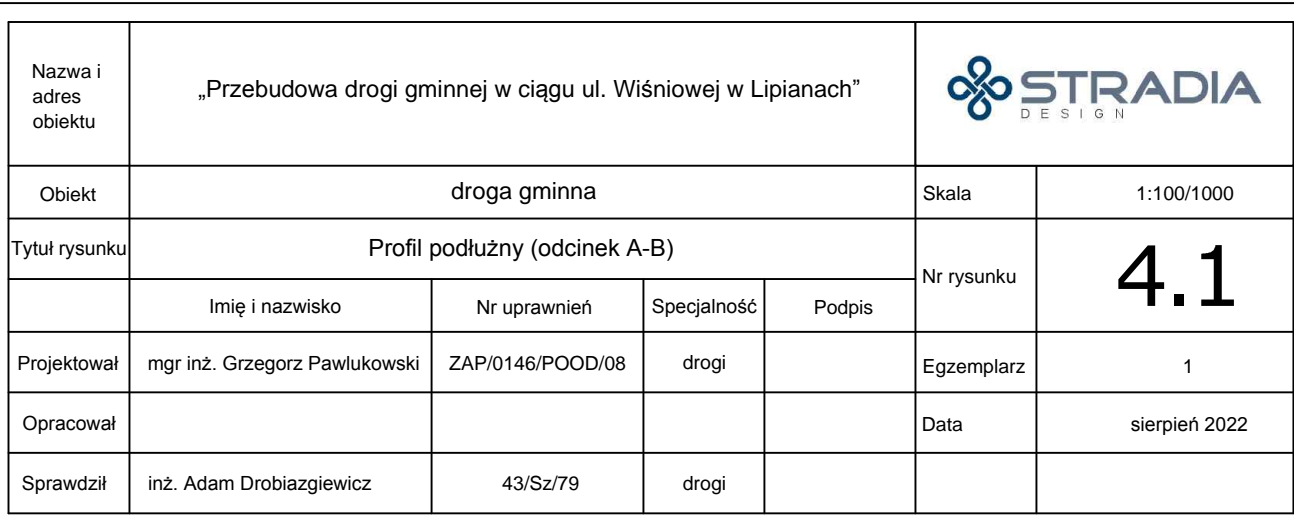 Nazwa i
adres
obiektu
„Przebudowa drogi gminnej w ciągu ul. Wiśniowej w Lipianach”
STRADIA
DESIGN
Obiekt
droga gminna
Skala
1:100/1000
Tytuł rysunku
Profil podłużny (odcinek A-B)
Nr rysunku
4.1
Imię i nazwisko
Nr uprawnień
Specjalność
Podpis
Projektował
mgr inż. Grzegorz Pawlukowski
ZAP/0146/POOD/08
drogi
Egzemplarz
1
Opracował
Data
sierpień 2022
Sprawdził
inż. Adam Drobiazgiewicz
43/Sz/79
drogi